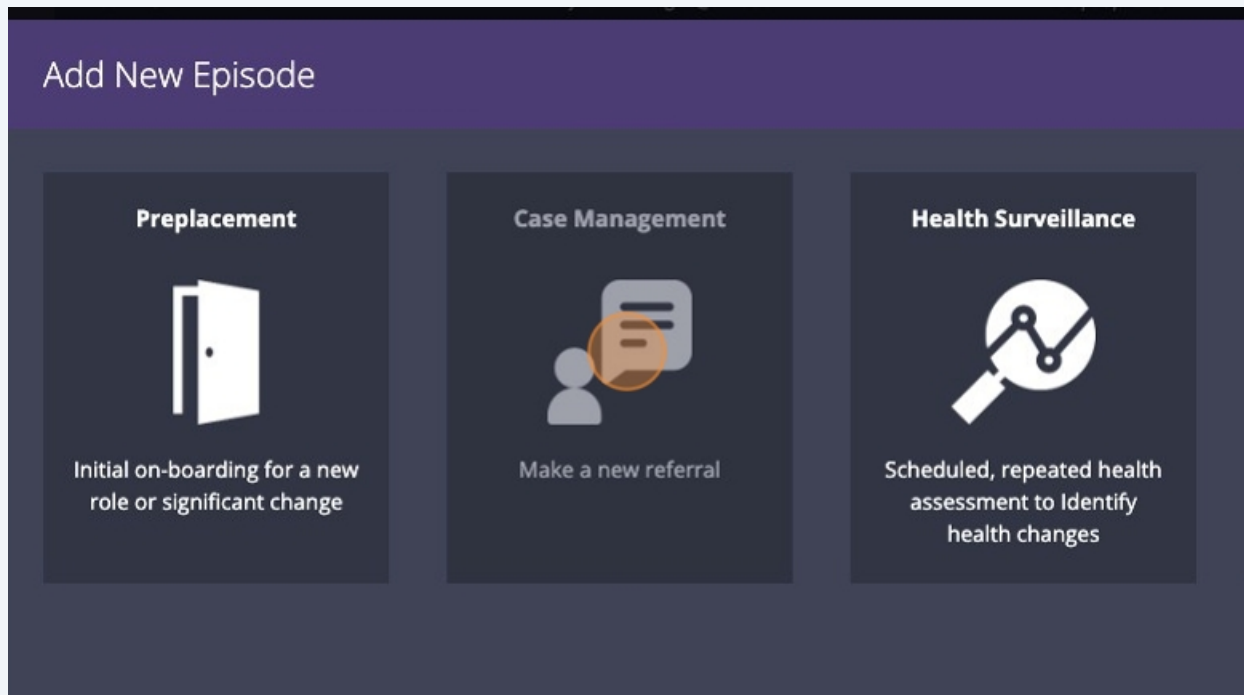 Add New Episode
Preplacement
Initial on-boarding for a new
role or significant change
Case Management
Make a new referral
Health Surveillance
Scheduled, repeated health
assessment to Identify
health changes